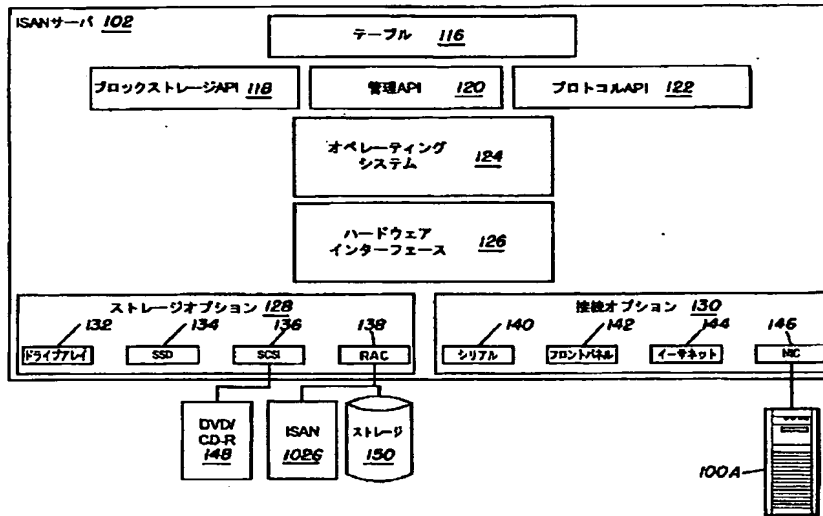 ISANサーバ 102
テーブル 116
ブロックストレージAPI 118
管理API 120
プロトコルAPI 122
オペレーティング
システム 124
ハードウェア
インターフェース 126
ストレージオプション 128
接続オプション 130
132
134
136
138
140
142
144
146
ドライブアレイ
SSD
SCSI
RAC
シリアル
フロントパネル
イーサネット
NIC
DVD/
CD-R
148
ISAN
102G
ストレージ
150
100A